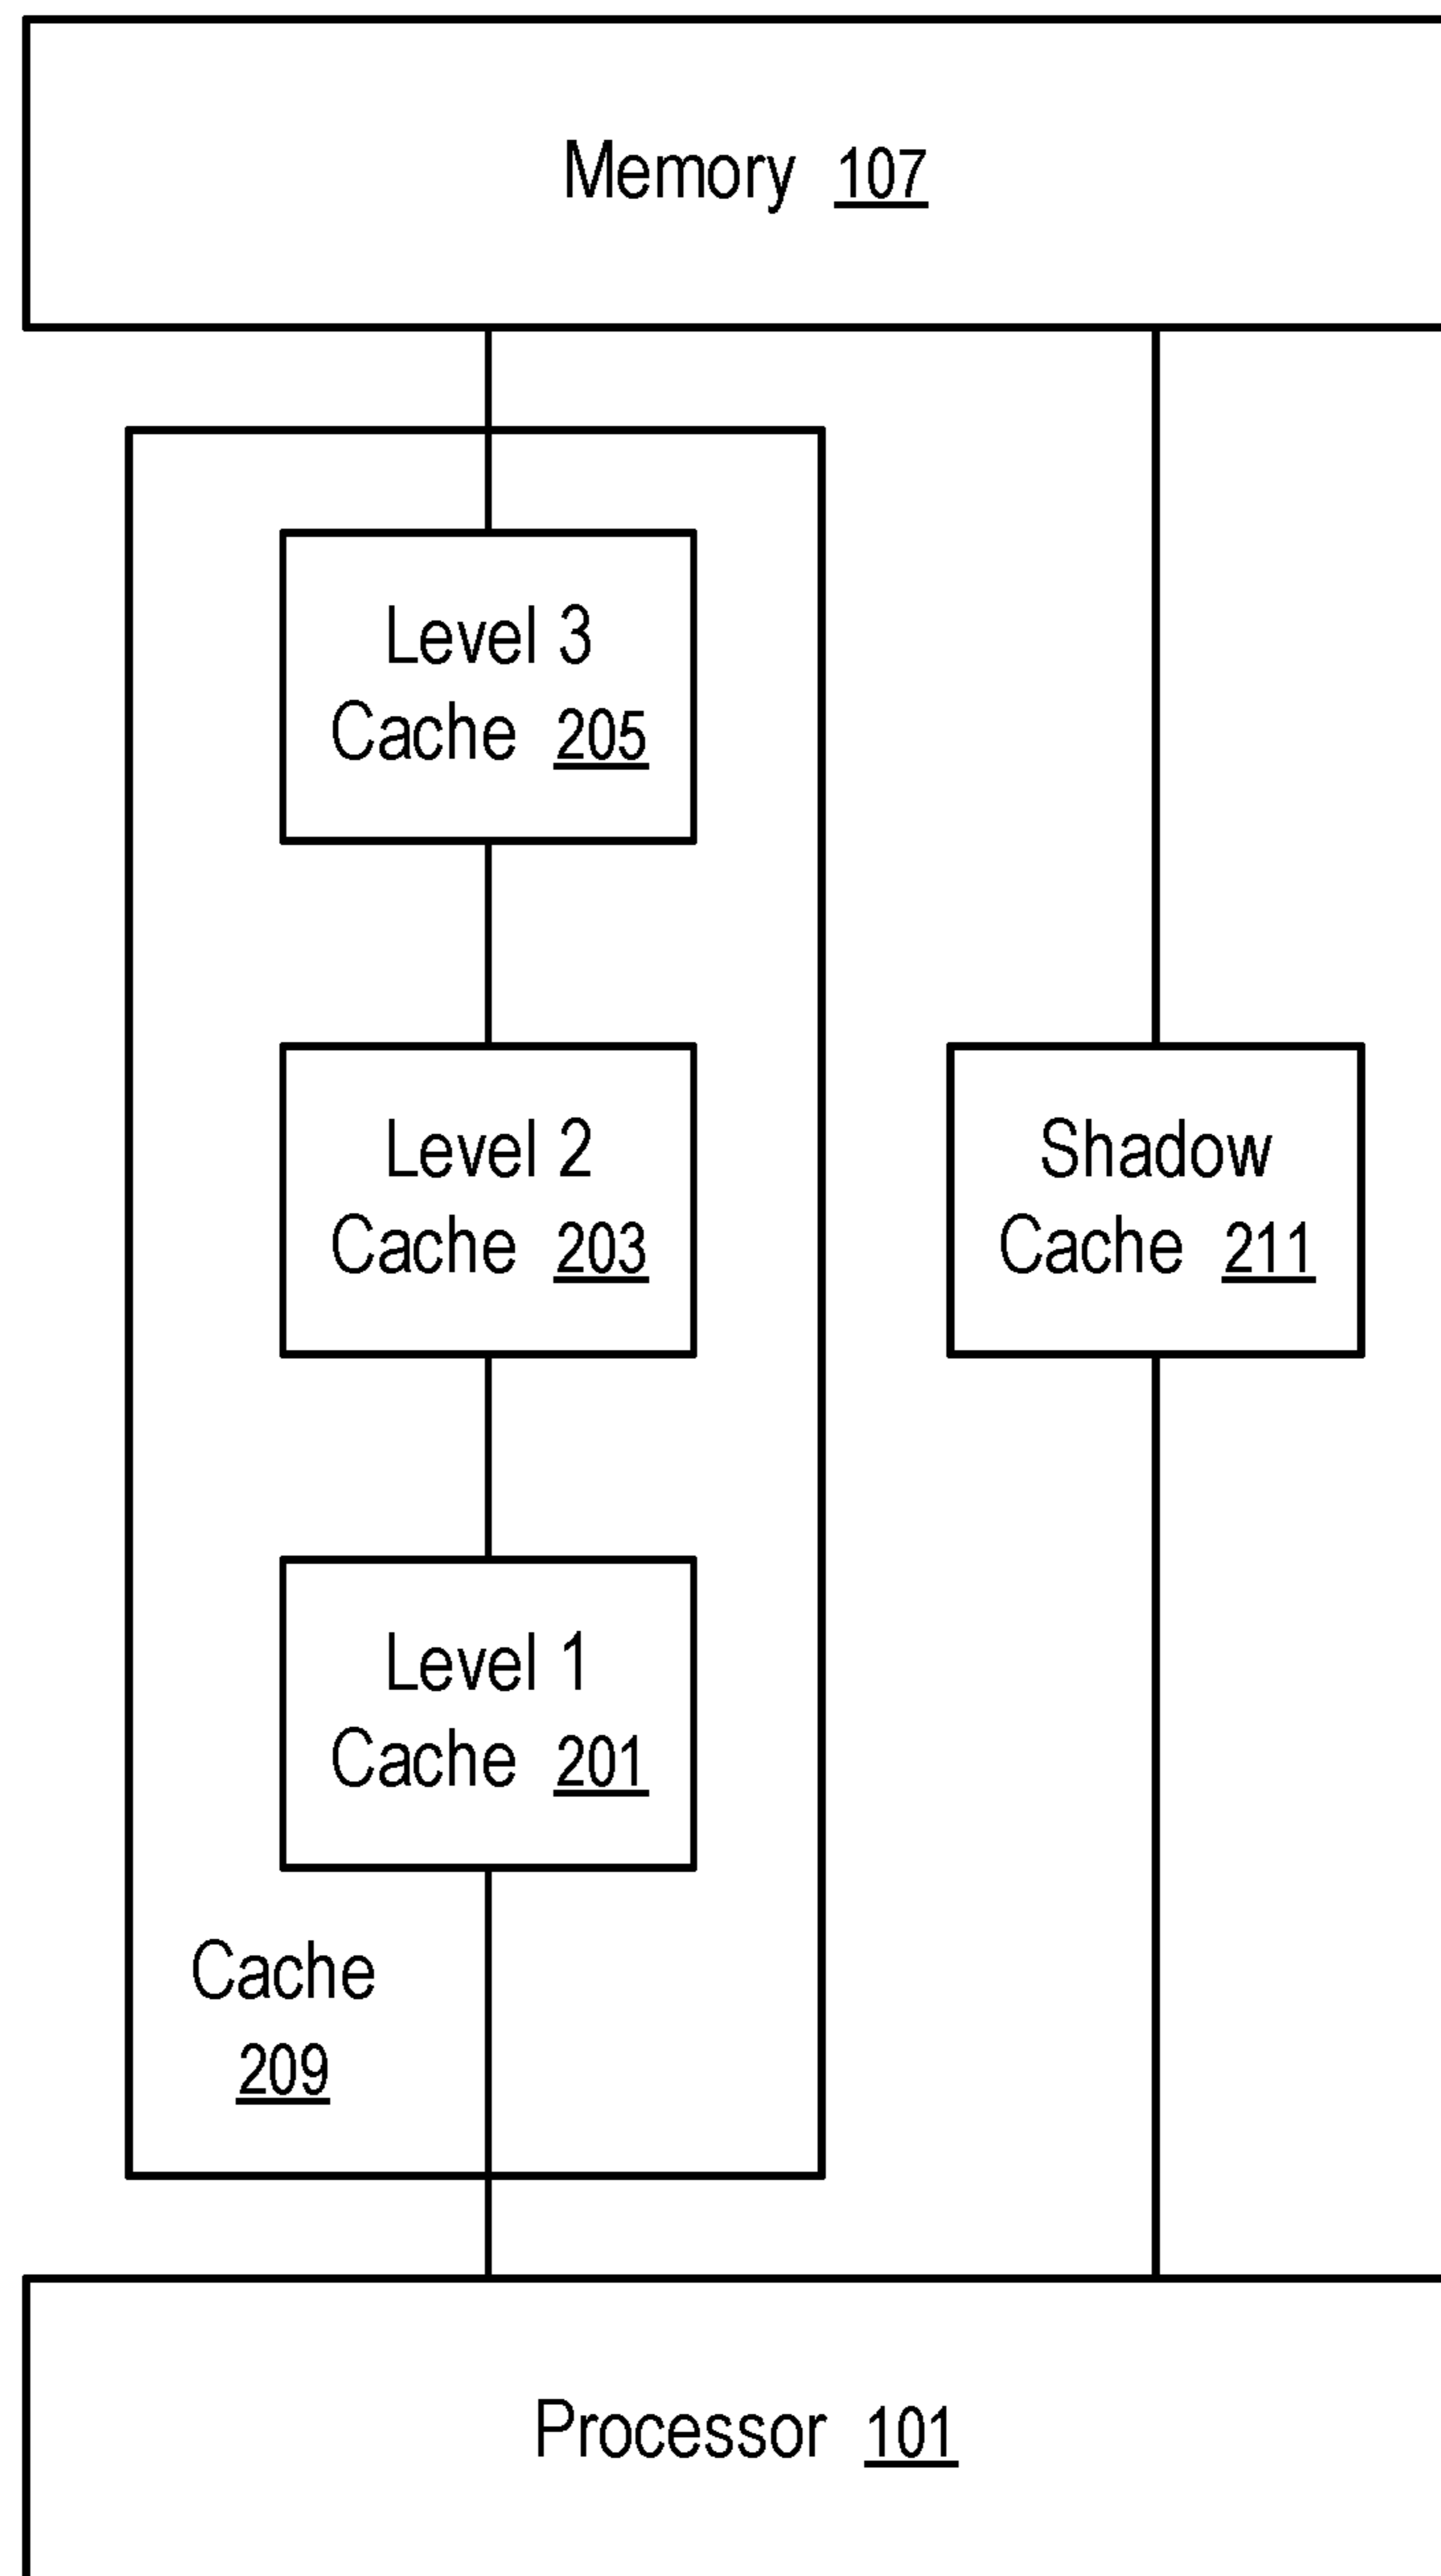 Memory 107
Level 3
Cache 205
Level 2
Cache 203
Shadow
Cache 211
Level 1
Cache 201
Cache
209
Processor 101